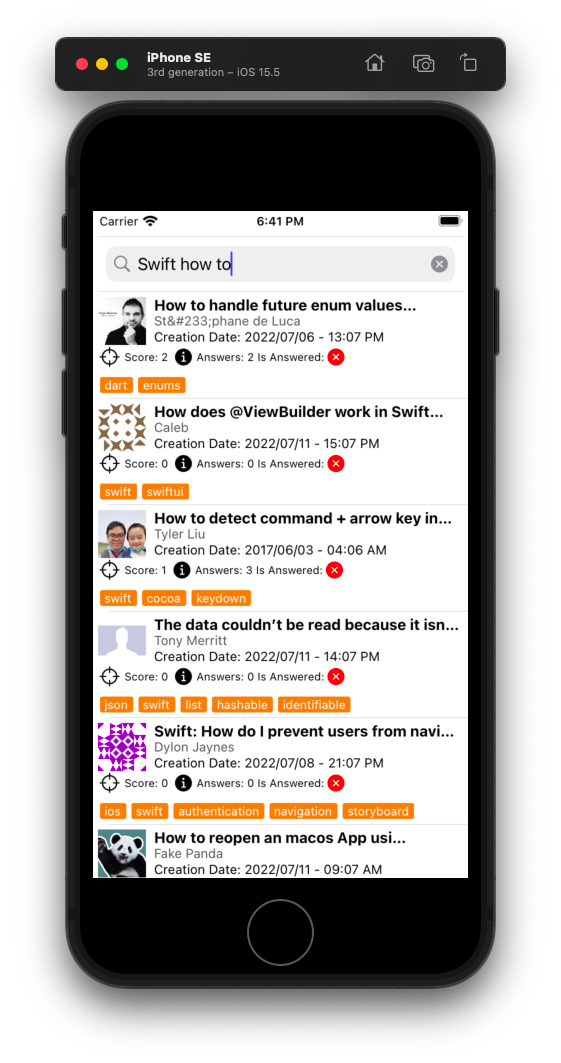 iPhone SE
3rd generation – iOS 15.5
Carrier 6:41 PM
Swift how to
How to handle future enum values...
St&#233;phane de Luca
Creation Date: 2022/07/06 - 13:07 PM
Score: 2 Answers: 2 Is Answered:
dart enums
How does @ViewBuilder work in Swift...
Caleb
Creation Date: 2022/07/11 - 15:07 PM
Score: 0 Answers: 0 Is Answered:
swift swiftui
How to detect command + arrow key in...
Tyler Liu
Creation Date: 2017/06/03 - 04:06 AM
Score: 1 Answers: 3 Is Answered:
swift cocoa keydown
The data couldn’t be read because it isn...
Tony Merritt
Creation Date: 2022/07/11 - 14:07 PM
Score: 0 Answers: 0 Is Answered:
json swift list hashable identifiable
Swift: How do I prevent users from navi...
Dylon Jaynes
Creation Date: 2022/07/08 - 21:07 PM
Score: 0 Answers: 0 Is Answered:
ios swift authentication navigation storyboard
How to reopen an macos App usi...
Fake Panda
Creation Date: 2022/07/11 - 09:07 AM